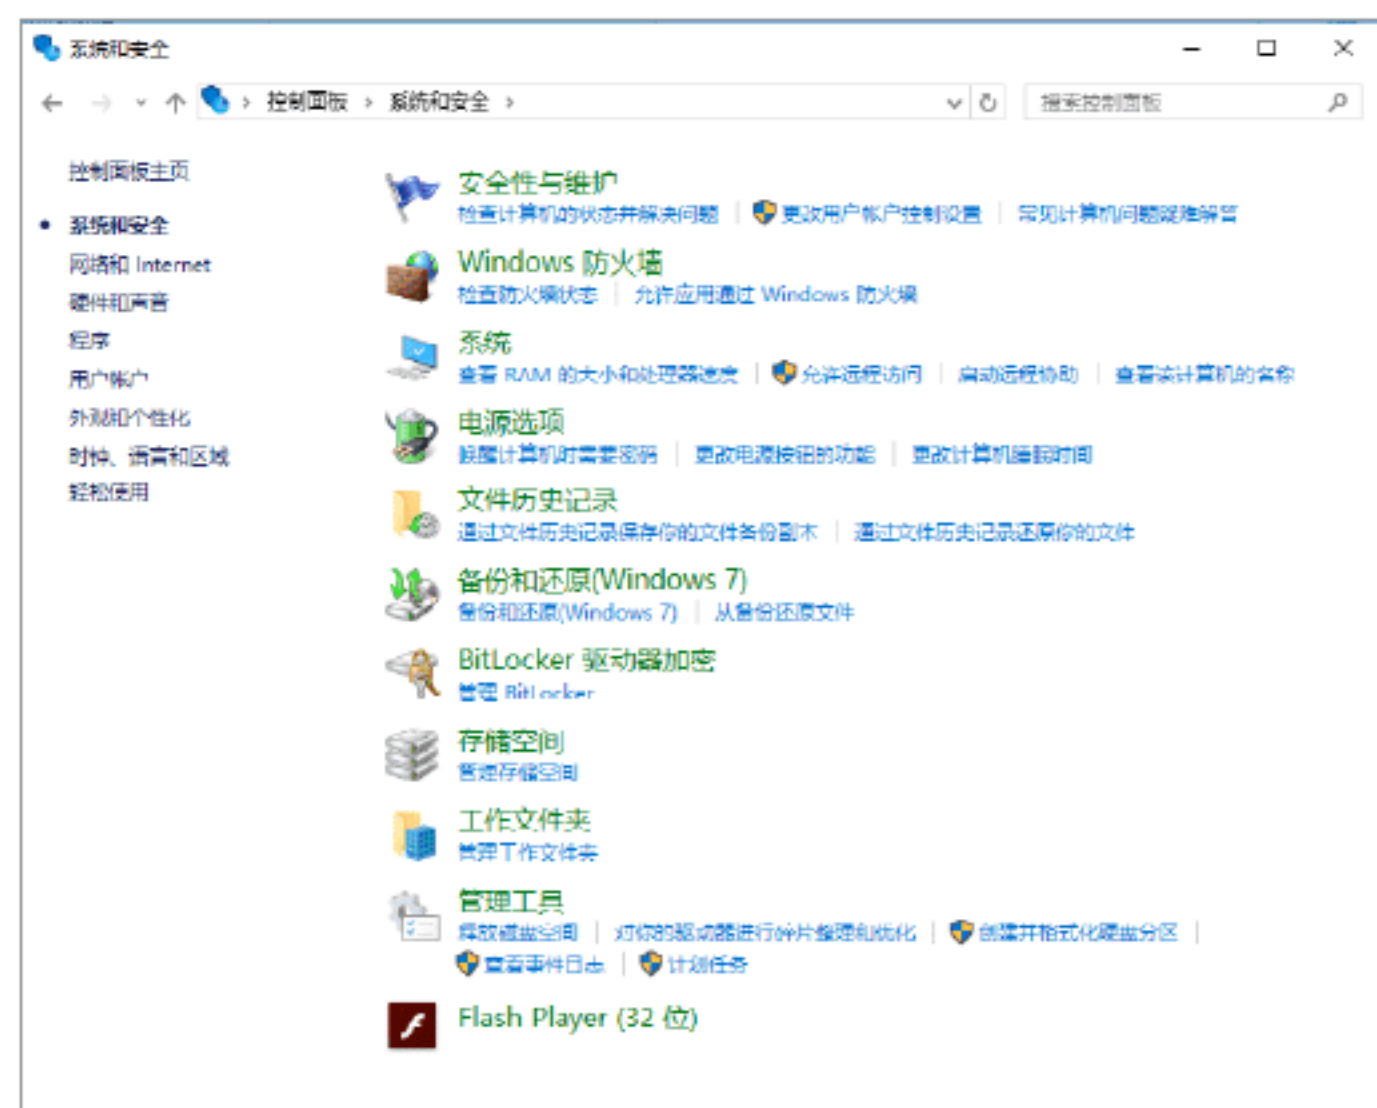 系统和安全
控制面板 › 系统和安全 ›
搜索控制面板
控制面板主页
系统和安全
网络和 Internet
硬件和声音
程序
用户帐户
外观和个性化
时钟、语言和区域
轻松使用
安全性与维护
检查计算机的状态并解决问题 更改用户帐户控制设置 常见计算机问题疑难解答
Windows 防火墙
检查防火墙状态 允许应用通过 Windows 防火墙
系统
查看 RAM 的大小和处理器速度 允许远程访问 启动远程协助 查看该计算机的名称
电源选项
唤醒计算机时需要密码 更改电源按钮的功能 更改计算机睡眠时间
文件历史记录
通过文件历史记录保存你的文件备份副本 通过文件历史记录还原你的文件
备份和还原(Windows 7)
备份和还原(Windows 7) 从备份还原文件
BitLocker 驱动器加密
管理 BitLocker
存储空间
管理存储空间
工作文件夹
管理工作文件夹
管理工具
释放磁盘空间 对你的驱动器进行碎片整理和优化 创建并格式化硬盘分区
查看事件日志 计划任务
Flash Player (32 位)